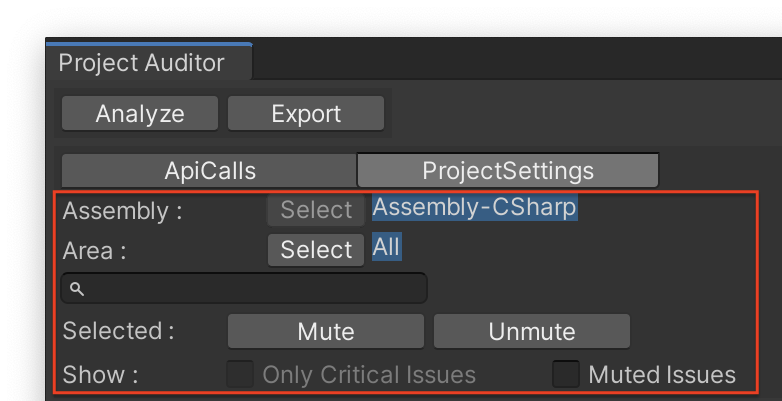 Project Auditor
Analyze Export
ApiCalls ProjectSettings
Assembly : Select Assembly-CSharp
Area : Select All
Selected : Mute Unmute
Show : Only Critical Issues Muted Issues